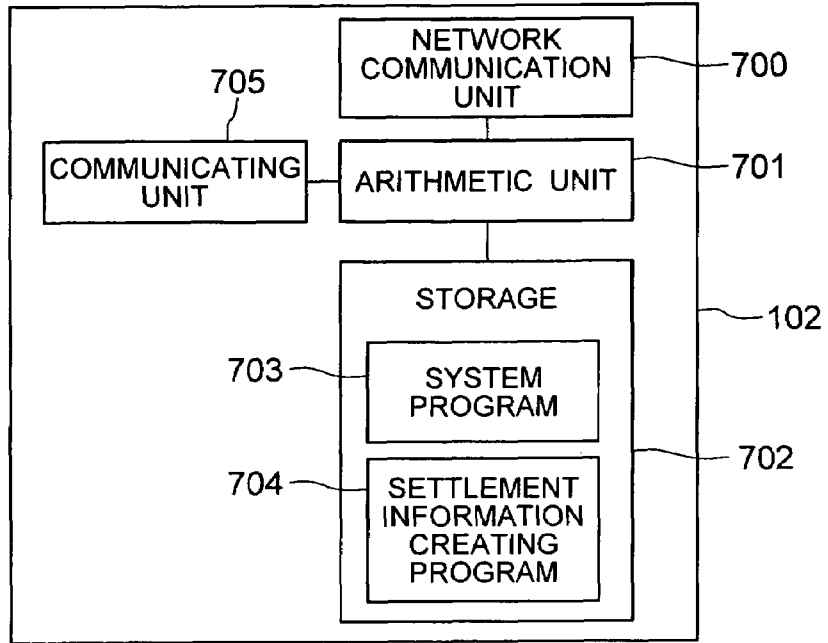 NETWORK
COMMUNICATION
UNIT
700
705
COMMUNICATING
UNIT
ARITHMETIC UNIT
701
STORAGE
102
703
SYSTEM
PROGRAM
702
704
SETTLEMENT
INFORMATION
CREATING
PROGRAM